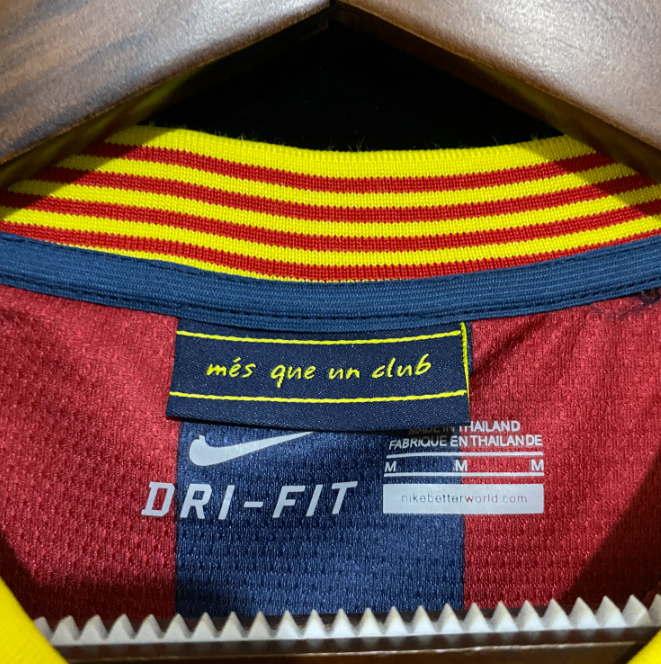 més que un club
MADE IN THAILAND
FABRIQUE EN THAILANDE
M M M
DRI-FIT
nikebetterworld.com